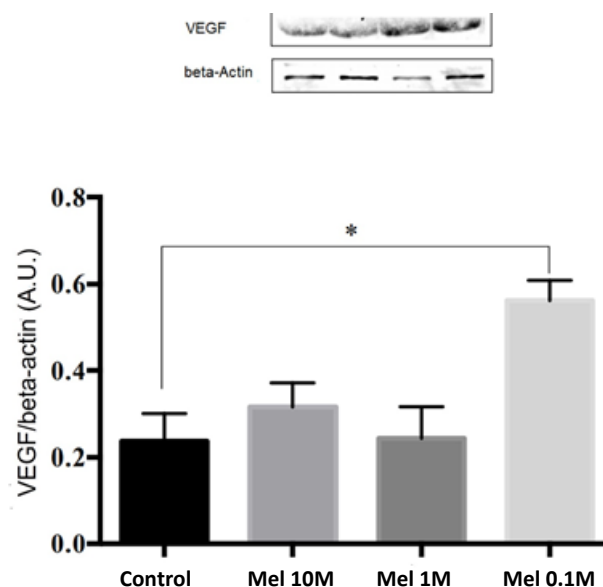 VEGF
beta-Actin
0.8
*
0.6
0.4
0.2
0.0
VEGF/beta-actin (A.U.)
Control Mel 10M Mel 1M Mel 0.1M